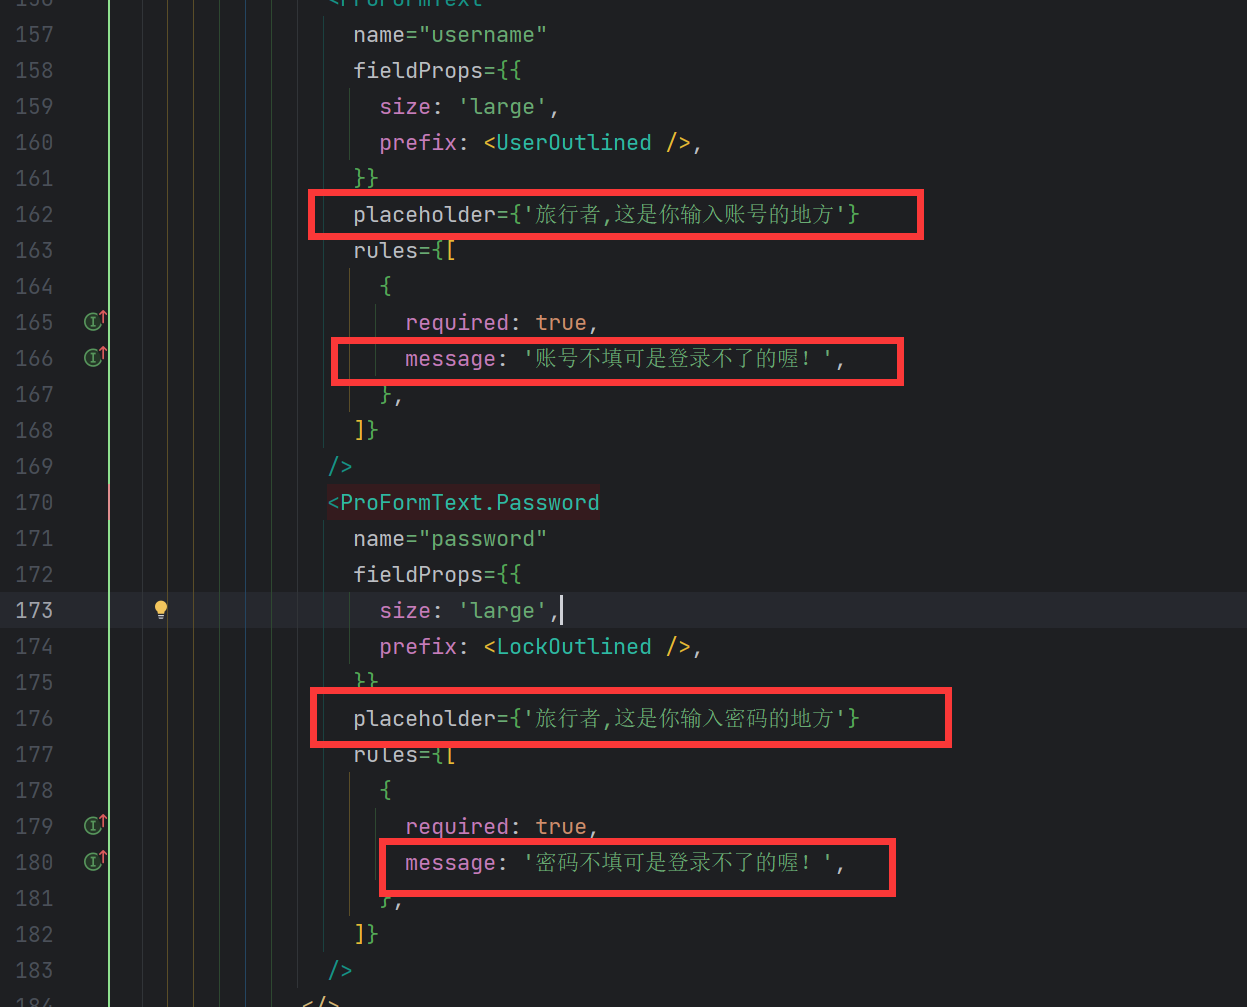 156 <ProFormText
157 name="username"
158 fieldProps={{
159 size: 'large',
160 prefix: <UserOutlined />,
161 }}
162 placeholder={'旅行者,这是你输入账号的地方'}
163 rules={[
164 {
165 required: true,
166 message: '账号不填可是登录不了的喔! ',
167 },
168 ]}
169 />
170 <ProFormText.Password
171 name="password"
172 fieldProps={{
173 size: 'large',
174 prefix: <LockOutlined />,
175 }}
176 placeholder={'旅行者,这是你输入密码的地方'}
177 rules={[
178 {
179 required: true,
180 message: '密码不填可是登录不了的喔! ',
181 },
182 ]}
183 />
184 </>